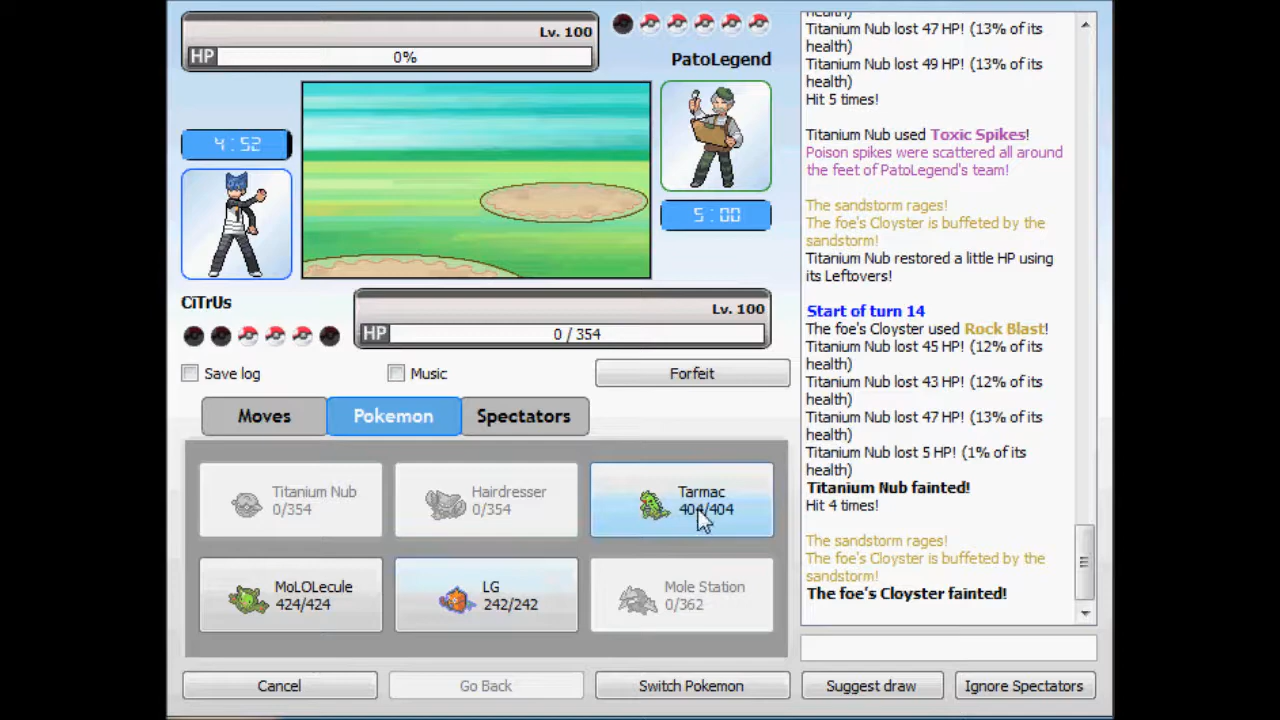 Lv. 100
HP 0%
PatoLegend
4:52
5:00
CiTrUs
Lv. 100
HP 0 / 354
Save log
Music
Forfeit
Moves
Pokemon
Spectators
Titanium Nub
0/354
Hairdresser
0/354
Tarmac
404/404
MoLOLecule
424/424
LG
242/242
Mole Station
0/362
Cancel
Go Back
Switch Pokemon
Suggest draw
Ignore Spectators
health)
Titanium Nub lost 47 HP! (13% of its
health)
Titanium Nub lost 49 HP! (13% of its
health)
Hit 5 times!
Titanium Nub used Toxic Spikes!
Poison spikes were scattered all around
the feet of PatoLegend's team!
The sandstorm rages!
The foe's Cloyster is buffeted by the
sandstorm!
Titanium Nub restored a little HP using
its Leftovers!
Start of turn 14
The foe's Cloyster used Rock Blast!
Titanium Nub lost 45 HP! (12% of its
health)
Titanium Nub lost 43 HP! (12% of its
health)
Titanium Nub lost 47 HP! (13% of its
health)
Titanium Nub lost 5 HP! (1% of its
health)
Titanium Nub fainted!
Hit 4 times!
The sandstorm rages!
The foe's Cloyster is buffeted by the
sandstorm!
The foe's Cloyster fainted!